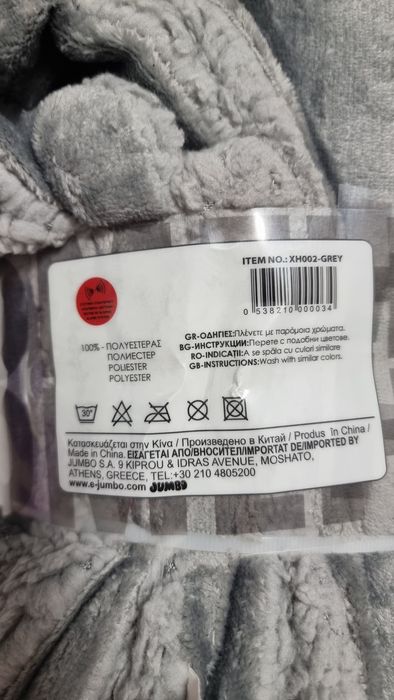 ITEM NO.: XH002-GREY
0 538210 000034
100% - ΠΟΛΥΕΣΤΕΡΑΣ
ПОЛИЕСТЕР
POLIESTER
POLYESTER
GR-ΟΔΗΓΙΕΣ:Πλένετε με παρόμοια χρώματα.
BG-ИНСТРУКЦИИ:Перете с подобни цветове.
RO-INDICAȚII:A se spăla cu culori similare
GB-INSTRUCTIONS:Wash with similar colors.
30°
Κατασκευάζεται στην Κίνα / Произведено в Китай / Produs în China /
Made in China. ΕΙΣΑΓΕΤΑΙ ΑΠΟ/ВНОСИТЕЛ/IMPORTAT DE/IMPORTED BY
JUMBO S.A. 9 KIPROU & IDRAS AVENUE, MOSHATO,
ATHENS, GREECE, TEL:+30 210 4805200
www.e-jumbo.com JUMBO